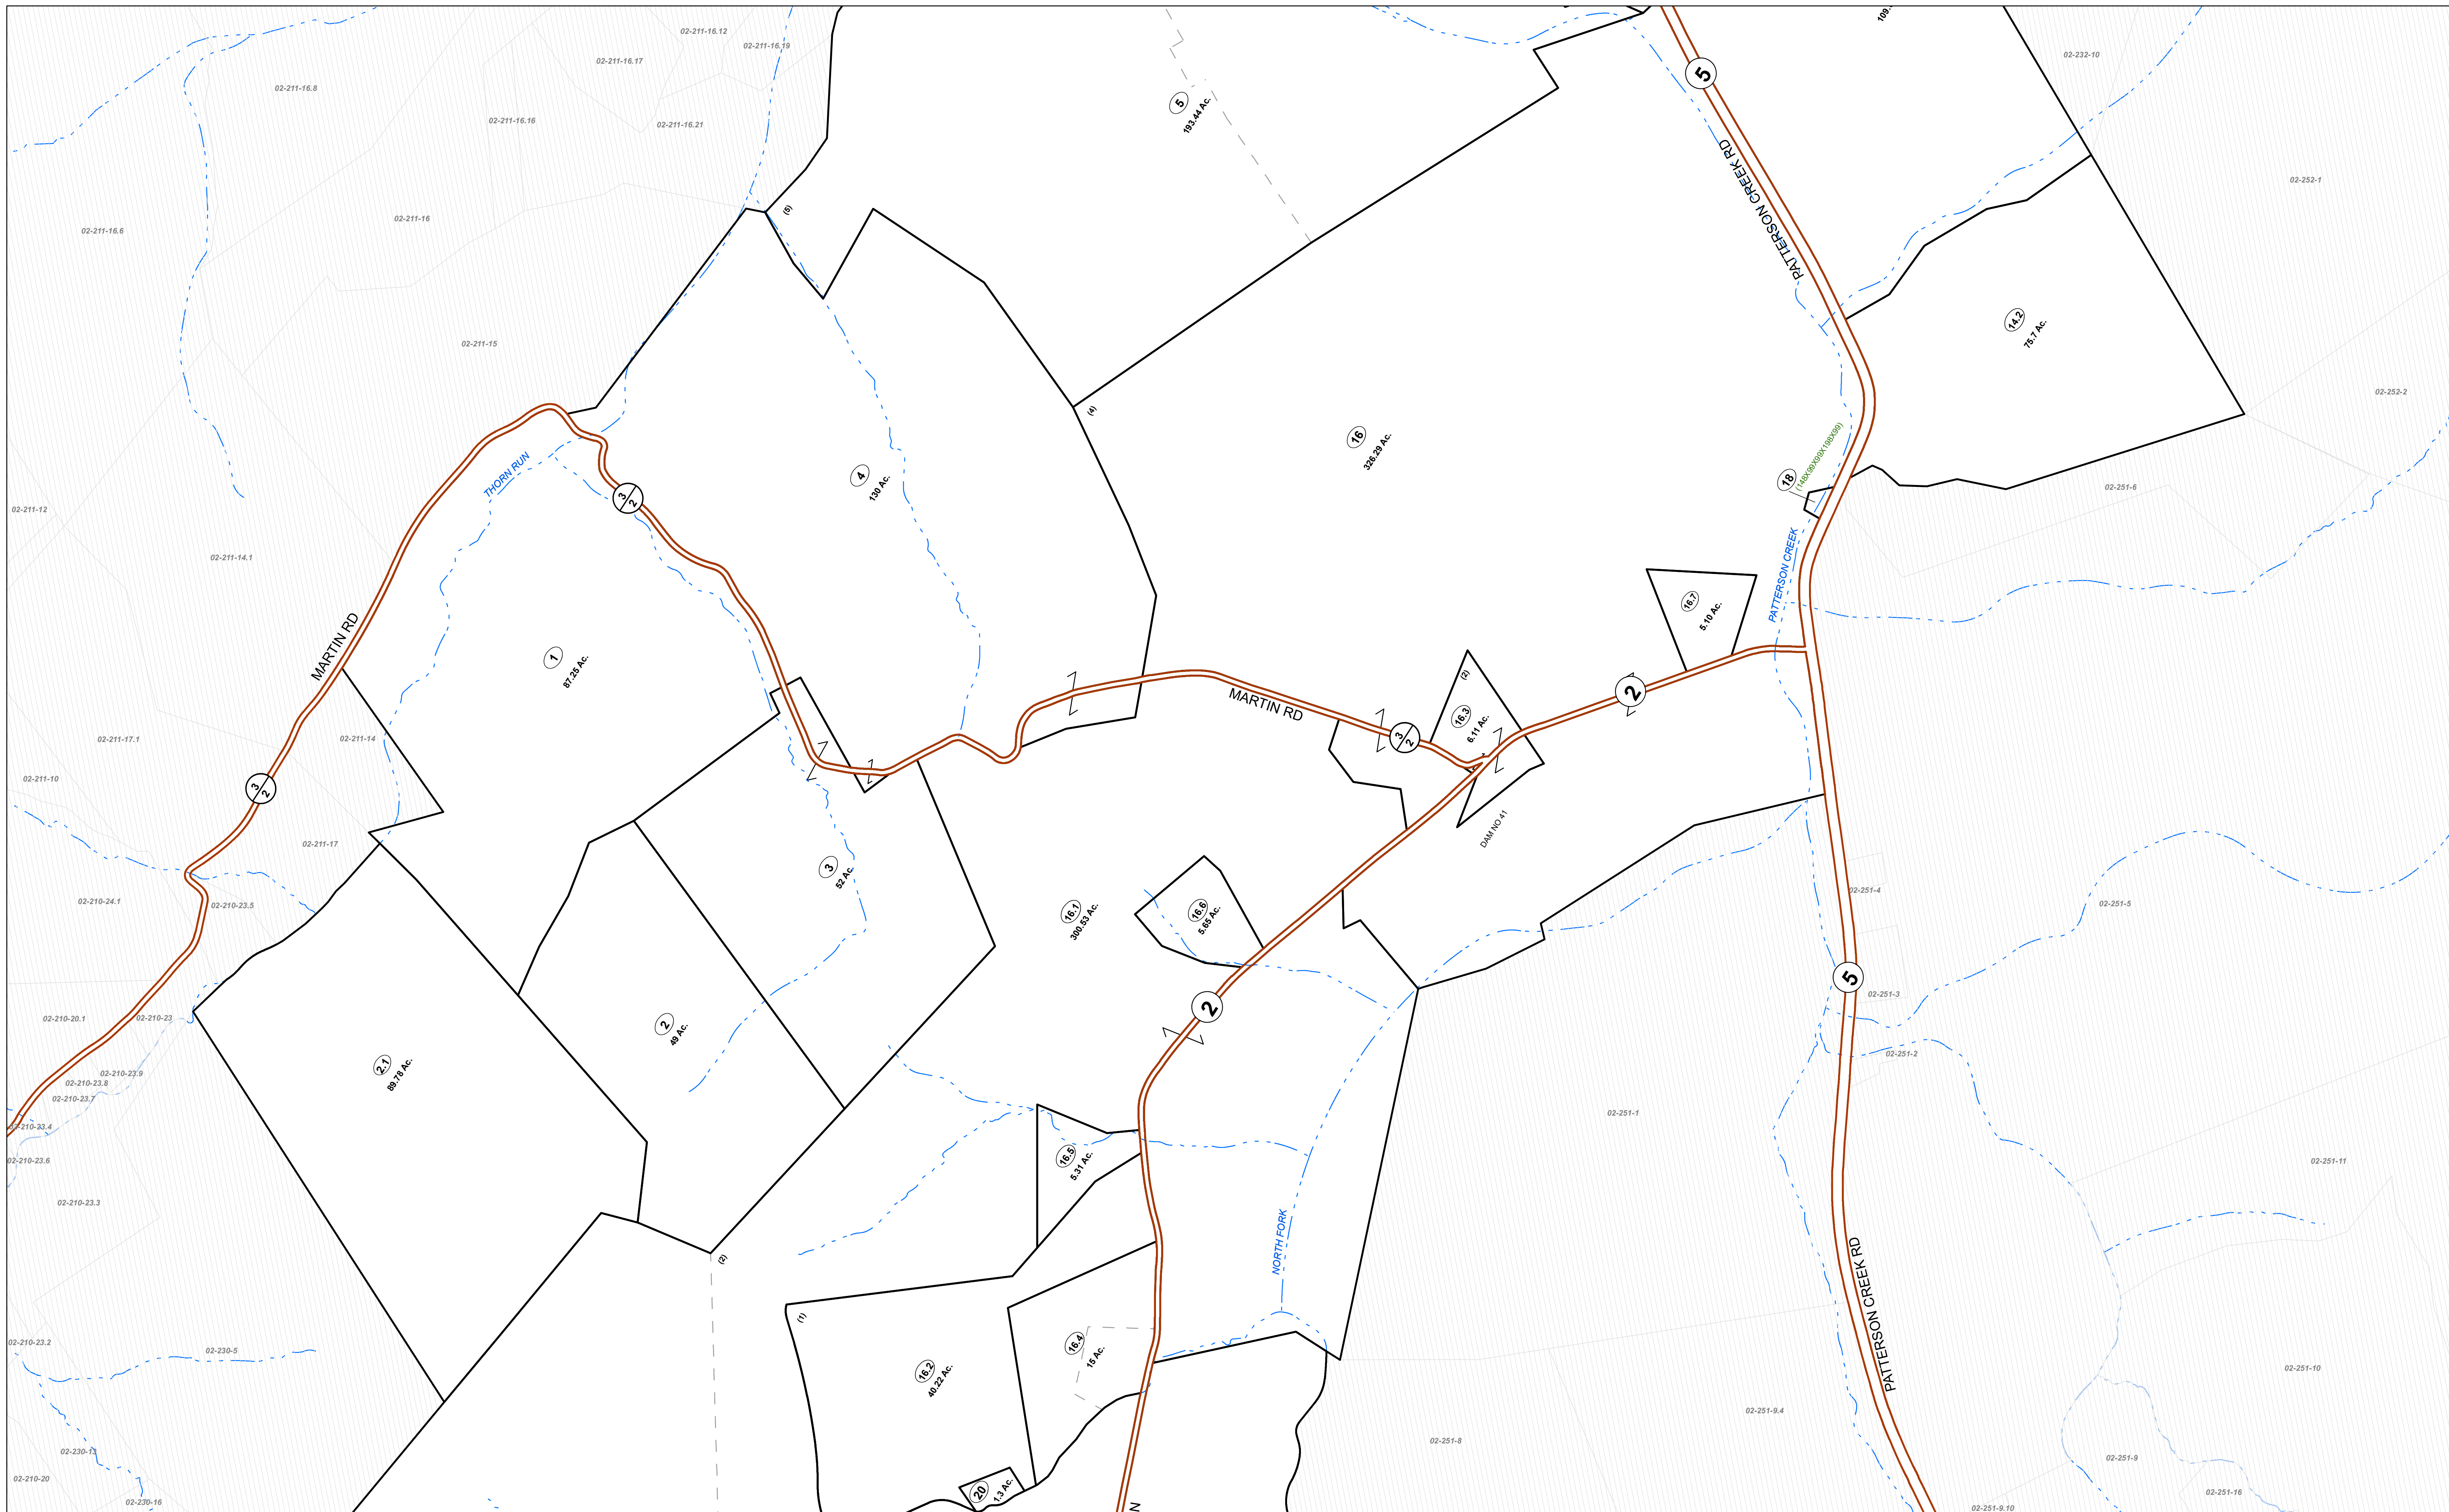 02-211-16.12
02-211-16.19
02-211-16.17
02-232-10
02-211-16.8
5
5
193.44 Ac.
02-211-16.16
02-211-16.21
PATTERSON CREEK RD
02-252-1
02-211-16
(5)
02-211-16.6
14.2
75.7 Ac.
02-211-15
02-252-2
(4)
16
326.29 Ac.
18
(148X99X99X198X99)
THORN RUN
4
130 Ac.
3/2
02-251-6
02-211-12
02-211-14.1
PATTERSON CREEK
16.7
5.10 Ac.
MARTIN RD
1
87.25 Ac.
(2)
2
MARTIN RD
16.3
6.11 Ac.
3/2
02-211-17.1
02-211-14
02-211-10
3/2
DAM NO 41
02-211-17
3
52 Ac.
02-251-4
02-210-24.1
02-210-23.5
16.1
300.53 Ac.
16.6
5.65 Ac.
02-251-5
5
02-251-3
2
02-210-20.1
02-210-23
2
49 Ac.
02-251-2
2.1
89.78 Ac.
02-210-23.9
02-210-23.8
02-210-23.7
02-251-1
02-210-23.4
02-210-23.6
16.5
5.31 Ac.
02-251-11
02-210-23.3
NORTH FORK
(2)
PATTERSON CREEK RD
(1)
02-210-23.2
02-230-5
16.4
15 Ac.
16.2
40.22 Ac.
02-251-10
02-251-9.4
02-251-8
02-230-13
02-251-9
02-210-20
20
1.3 Ac.
02-251-16
02-230-16
02-251-9.10
N